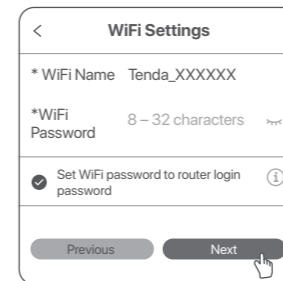 < WiFi Settings
* WiFi Name Tenda_XXXXXX
*WiFi
Password 8 – 32 characters
Set WiFi password to router login
password
Previous Next